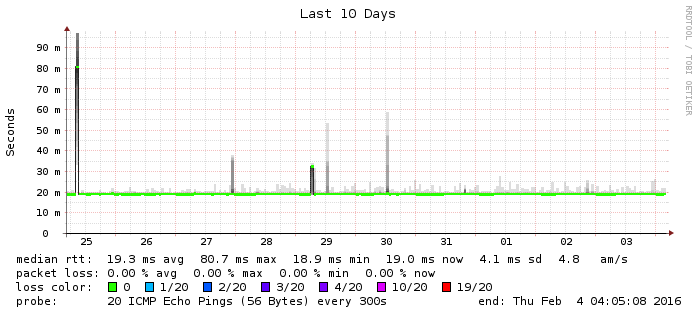 Last 10 Days
RRDTOOL / TOBI OETIKER
Seconds
90 m
80 m
70 m
60 m
50 m
40 m
30 m
20 m
10 m
0
25 26 27 28 29 30 31 01 02 03
median rtt: 19.3 ms avg 80.7 ms max 18.9 ms min 19.0 ms now 4.1 ms sd 4.8 am/s
packet loss: 0.00 % avg 0.00 % max 0.00 % min 0.00 % now
loss color: 0 1/20 2/20 3/20 4/20 10/20 19/20
probe: 20 ICMP Echo Pings (56 Bytes) every 300s end: Thu Feb 4 04:05:08 2016